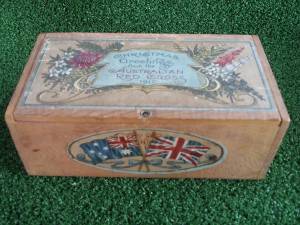 CHRISTMAS
Greetings
from the
AUSTRALIAN
RED CROSS